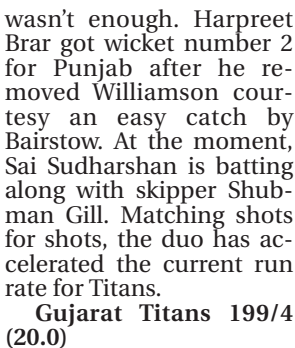 wasn't enough. Harpreet
Brar got wicket number 2
for Punjab after he re-
moved Williamson cour-
tesy an easy catch by
Bairstow. At the moment,
Sai Sudharshan is batting
along with skipper Shub-
man Gill. Matching shots
for shots, the duo has ac-
celerated the current run
rate for Titans.
Gujarat Titans 199/4
(20.0)